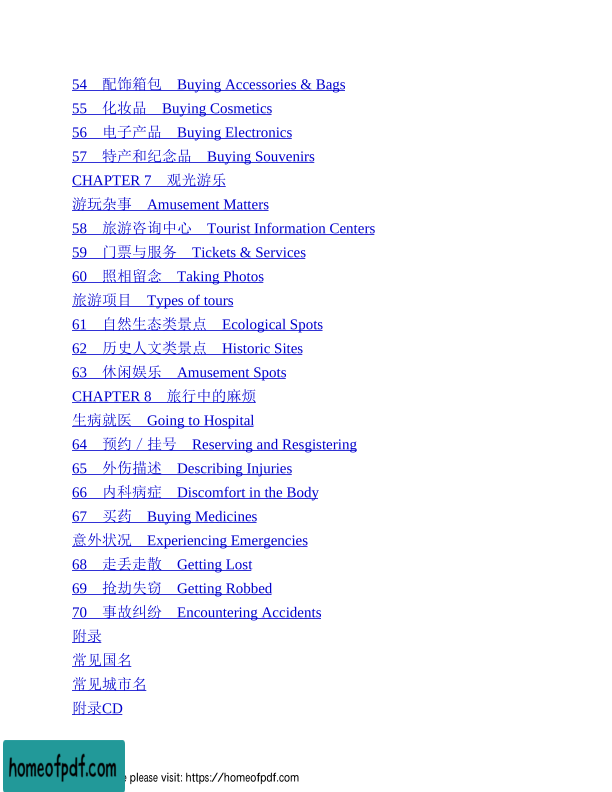 54　配饰箱包　Buying Accessories & Bags
55　化妆品　Buying Cosmetics
56　电子产品　Buying Electronics
57　特产和纪念品　Buying Souvenirs
CHAPTER 7　观光游乐
游玩杂事　Amusement Matters
58　旅游咨询中心　Tourist Information Centers
59　门票与服务　Tickets & Services
60　照相留念　Taking Photos
旅游项目　Types of tours
61　自然生态类景点　Ecological Spots
62　历史人文类景点　Historic Sites
63　休闲娱乐　Amusement Spots
CHAPTER 8　旅行中的麻烦
生病就医　Going to Hospital
64　预约／挂号　Reserving and Resgistering
65　外伤描述　Describing Injuries
66　内科病症　Discomfort in the Body
67　买药　Buying Medicines
意外状况　Experiencing Emergencies
68　走丢走散　Getting Lost
69　抢劫失窃　Getting Robbed
70　事故纠纷　Encountering Accidents
附录
常见国名
常见城市名
附录CD
homeofpdf.com
please visit: https://homeofpdf.com